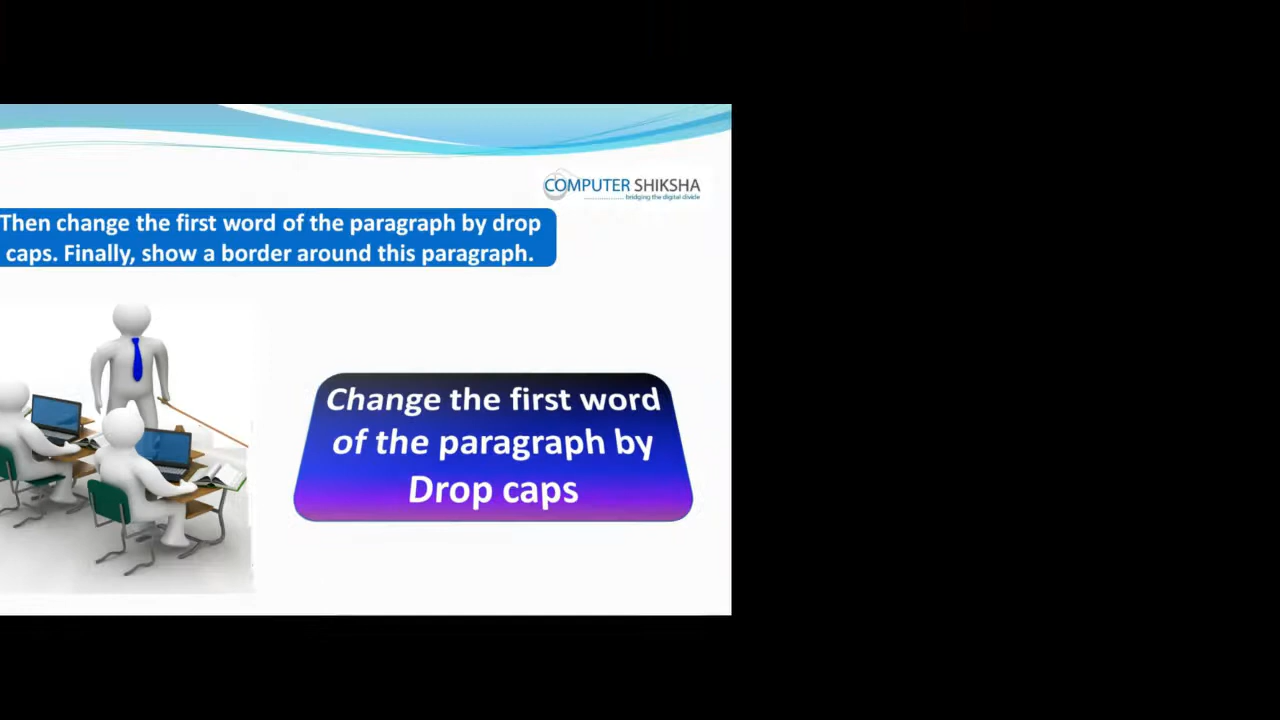 COMPUTER SHIKSHA
.................... bridging the digital divide
Then change the first word of the paragraph by drop
caps. Finally, show a border around this paragraph.
Change the first word
of the paragraph by
Drop caps